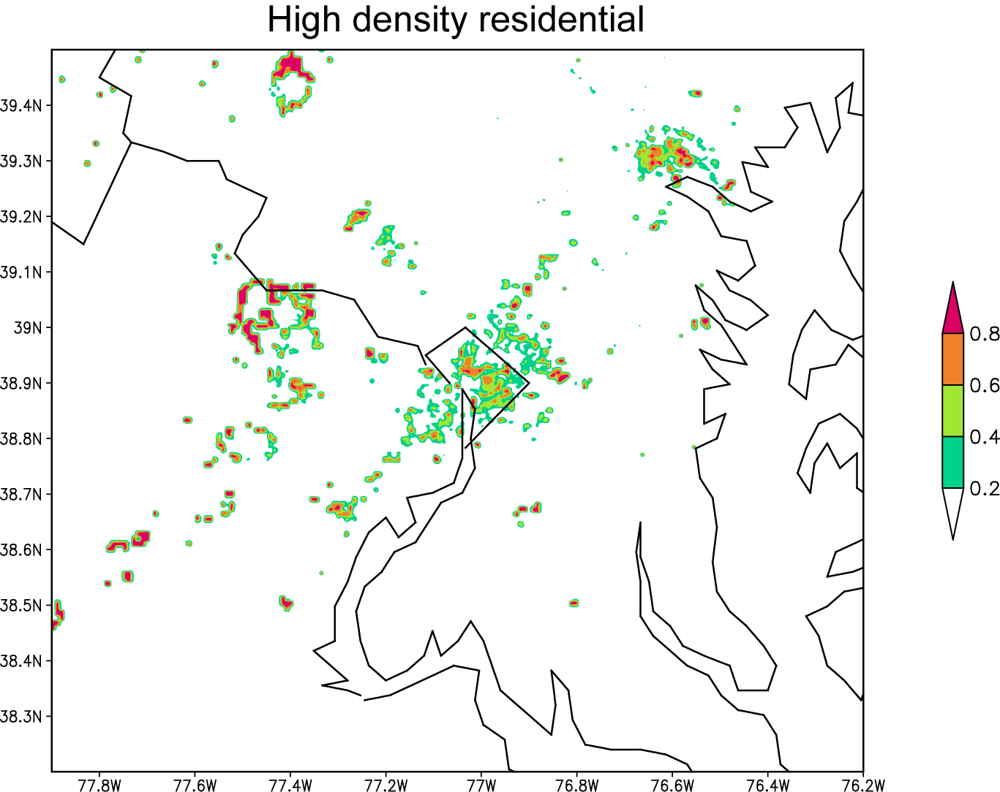 High density residential
39.4N
39.3N
39.2N
39.1N
39N
38.9N
38.8N
38.7N
38.6N
38.5N
38.4N
38.3N
0.8
0.6
0.4
0.2
77.8W 77.6W 77.4W 77.2W 77W 76.8W 76.6W 76.4W 76.2W